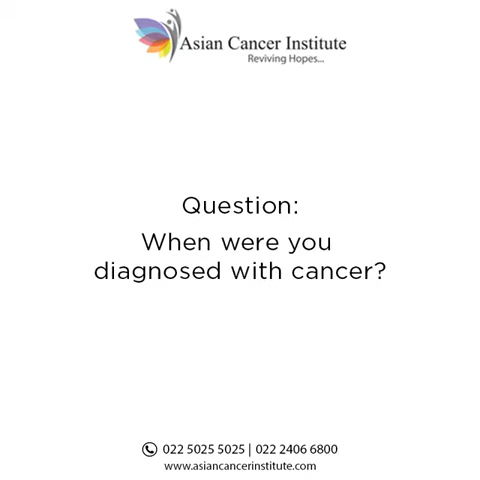 Asian Cancer Institute
Reviving Hopes...
Question:
When were you
diagnosed with cancer?
022 5025 5025 | 022 2406 6800
www.asiancancerinstitute.com